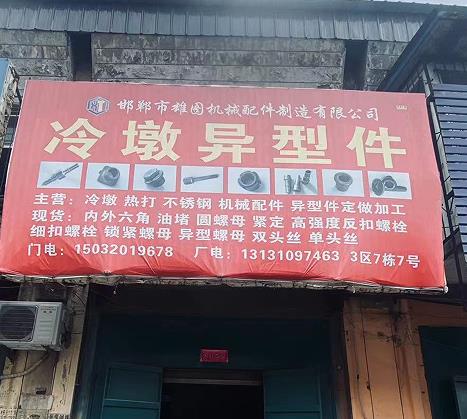 邯郸市雄图机械配件制造有限公司
冷墩异型件
主营：冷墩 热打 不锈钢 机械配件 异型件定做加工
现货：内外六角 油堵 圆螺母 紧定 高强度反扣螺栓
细扣螺栓 锁紧螺母 异型螺母 双头丝 单头丝
门电：15032019678 厂电：13131097463 3区7栋7号